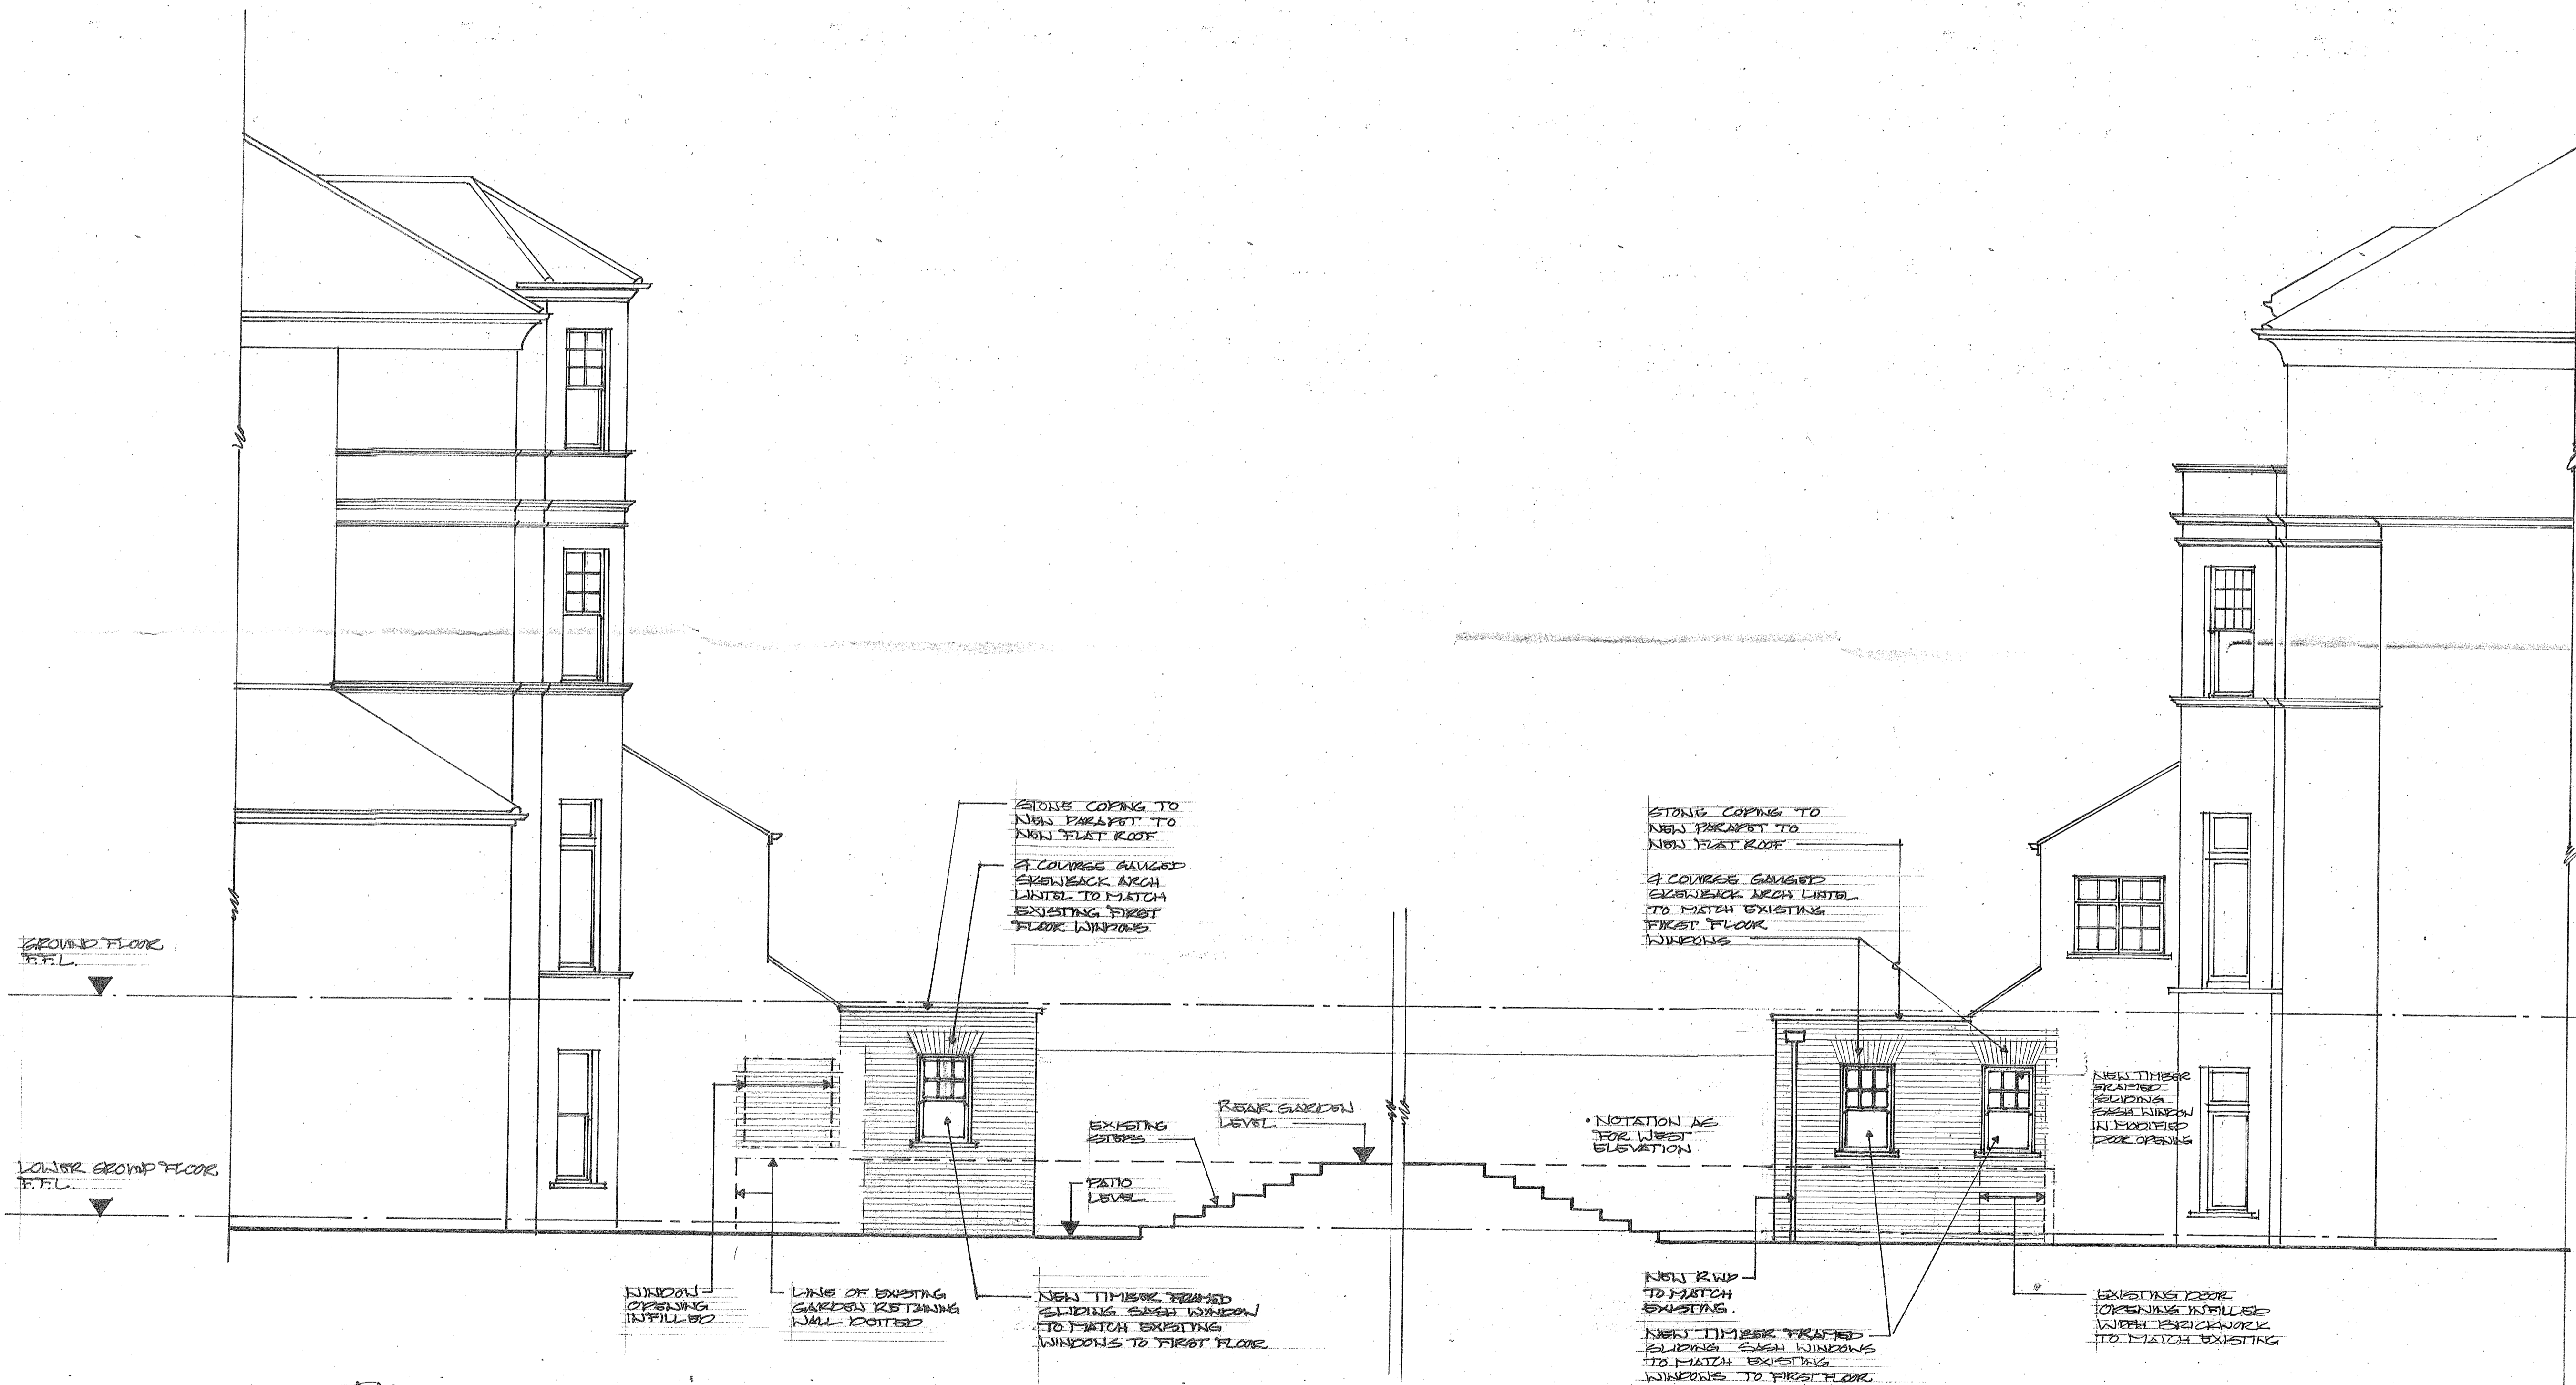 GROUND FLOOR
F.F.L.
LOWER GROUND FLOOR
F.F.L.
STONE COPING TO
NEW PARAPET TO
NEW FLAT ROOF
4 COURSE GAUGED
SKEWBACK ARCH
LINTEL TO MATCH
EXISTING FIRST
FLOOR WINDOWS
WINDOW
OPENING
INFILLED
LINE OF EXISTING
GARDEN RETAINING
WALL DOTTED
NEW TIMBER FRAMED
SLIDING SASH WINDOW
TO MATCH EXISTING
WINDOWS TO FIRST FLOOR
PATIO
LEVEL
EXISTING
STEPS
REAR GARDEN
LEVEL
• NOTATION AS
FOR WEST
ELEVATION
STONE COPING TO
NEW PARAPET TO
NEW FLAT ROOF
4 COURSE GAUGED
SKEWBACK ARCH LINTEL
TO MATCH EXISTING
FIRST FLOOR
WINDOWS
NEW TIMBER
FRAMED
SLIDING
SASH WINDOW
IN MODIFIED
DOOR OPENING
NEW RWP
TO MATCH
EXISTING.
NEW TIMBER FRAMED
SLIDING SASH WINDOWS
TO MATCH EXISTING
WINDOWS TO FIRST FLOOR
EXISTING DOOR
OPENING INFILLED
WITH BRICKWORK
TO MATCH EXISTING